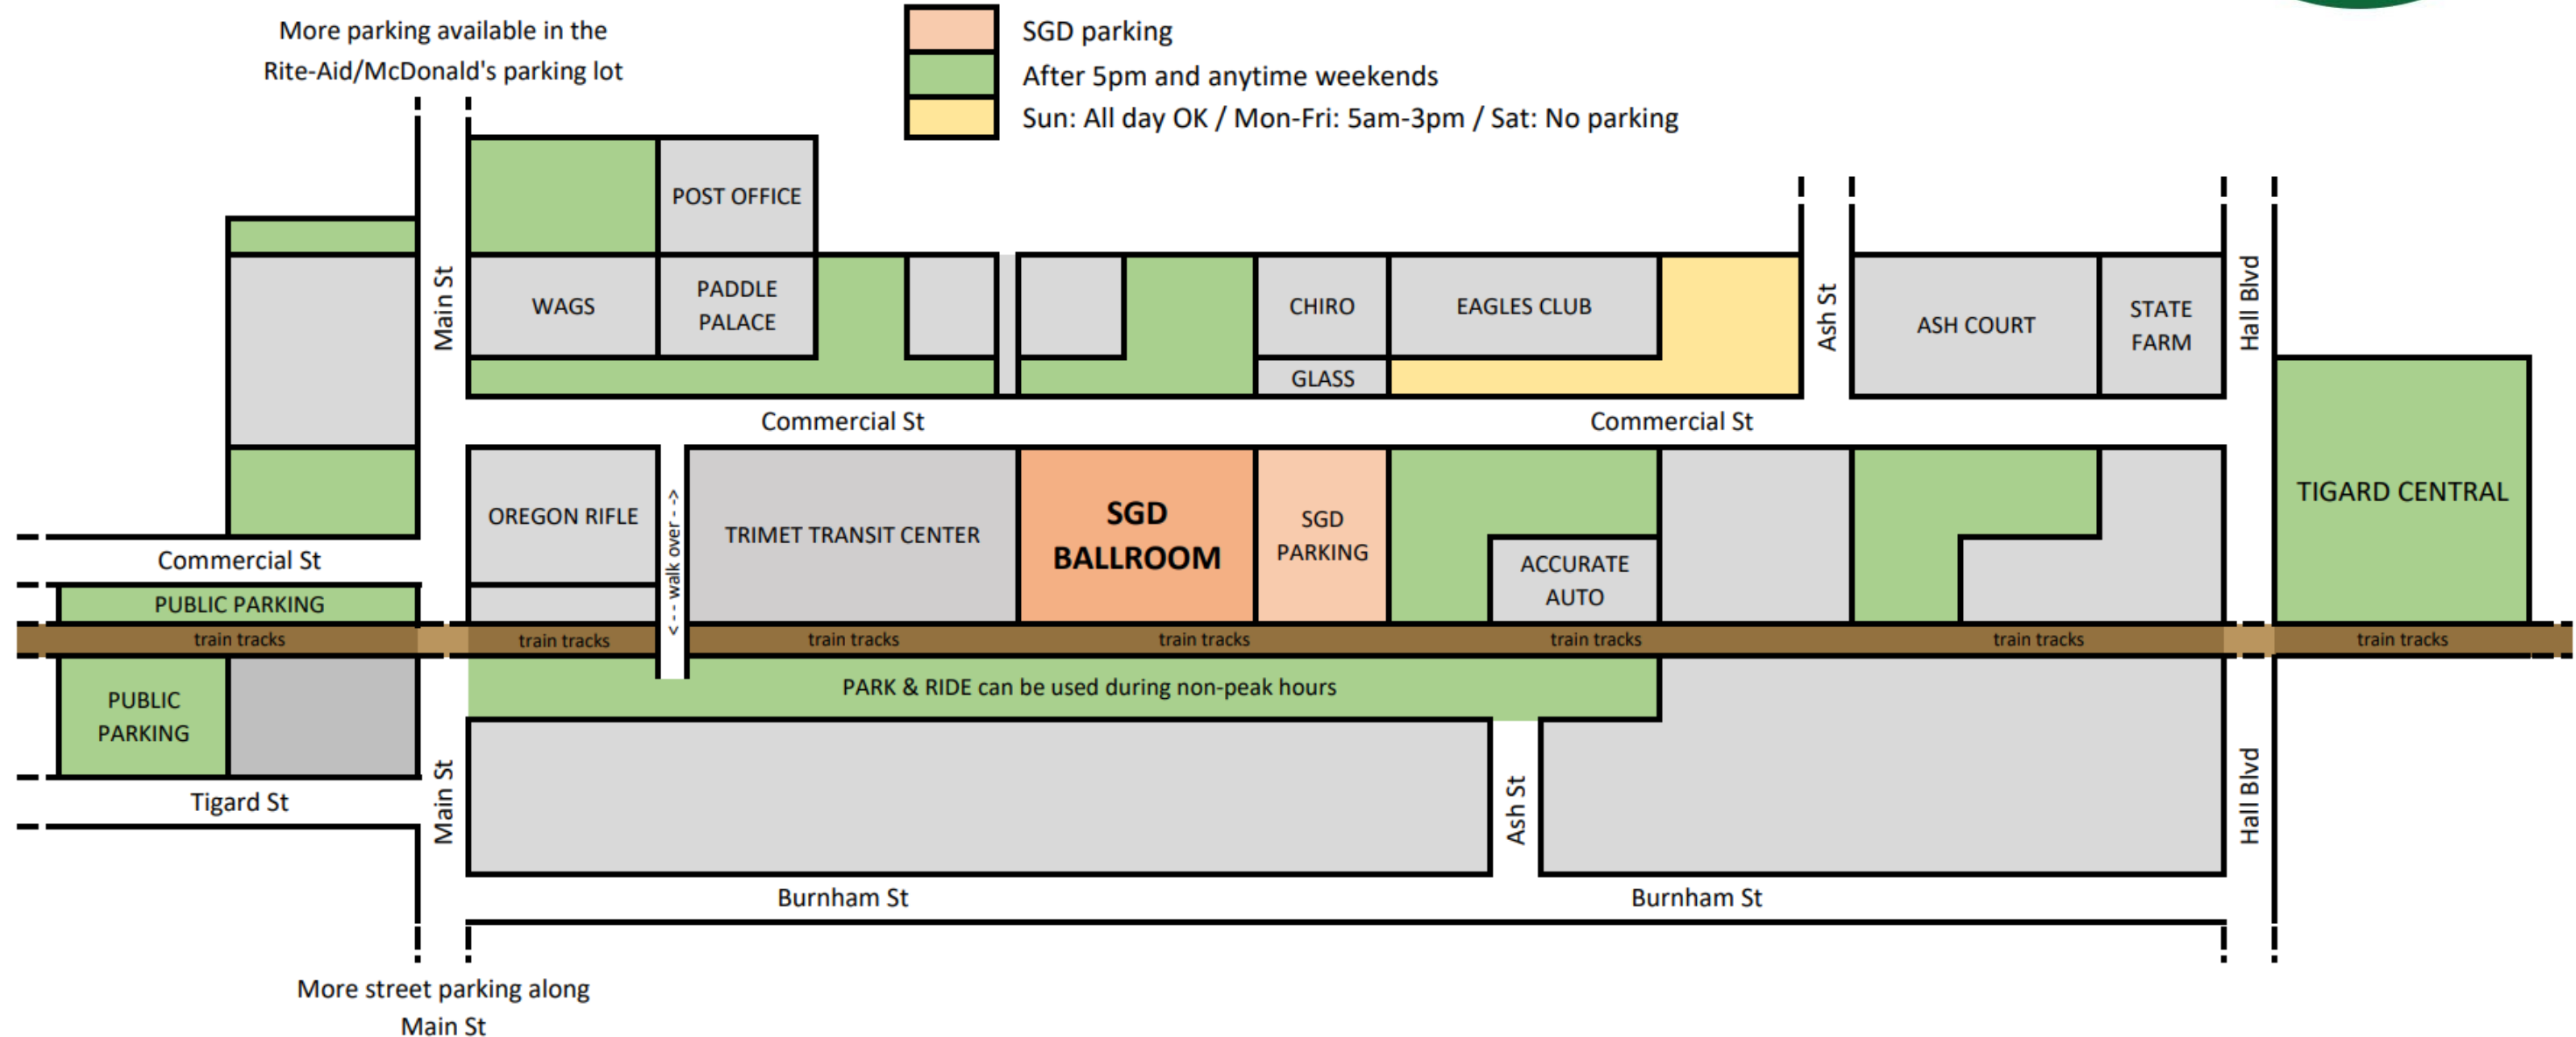 More parking available in the
Rite-Aid/McDonald's parking lot
SGD parking
After 5pm and anytime weekends
Sun: All day OK / Mon-Fri: 5am-3pm / Sat: No parking
POST OFFICE
Main St
WAGS
PADDLE
PALACE
CHIRO
EAGLES CLUB
Ash St
ASH COURT
STATE
FARM
Hall Blvd
GLASS
Commercial St
Commercial St
OREGON RIFLE
<-- walk over -->
TRIMET TRANSIT CENTER
SGD
BALLROOM
SGD
PARKING
ACCURATE
AUTO
TIGARD CENTRAL
Commercial St
PUBLIC PARKING
train tracks
train tracks
train tracks
train tracks
train tracks
train tracks
train tracks
PUBLIC
PARKING
PARK & RIDE can be used during non-peak hours
Tigard St
Main St
Ash St
Hall Blvd
Burnham St
Burnham St
More street parking along
Main St